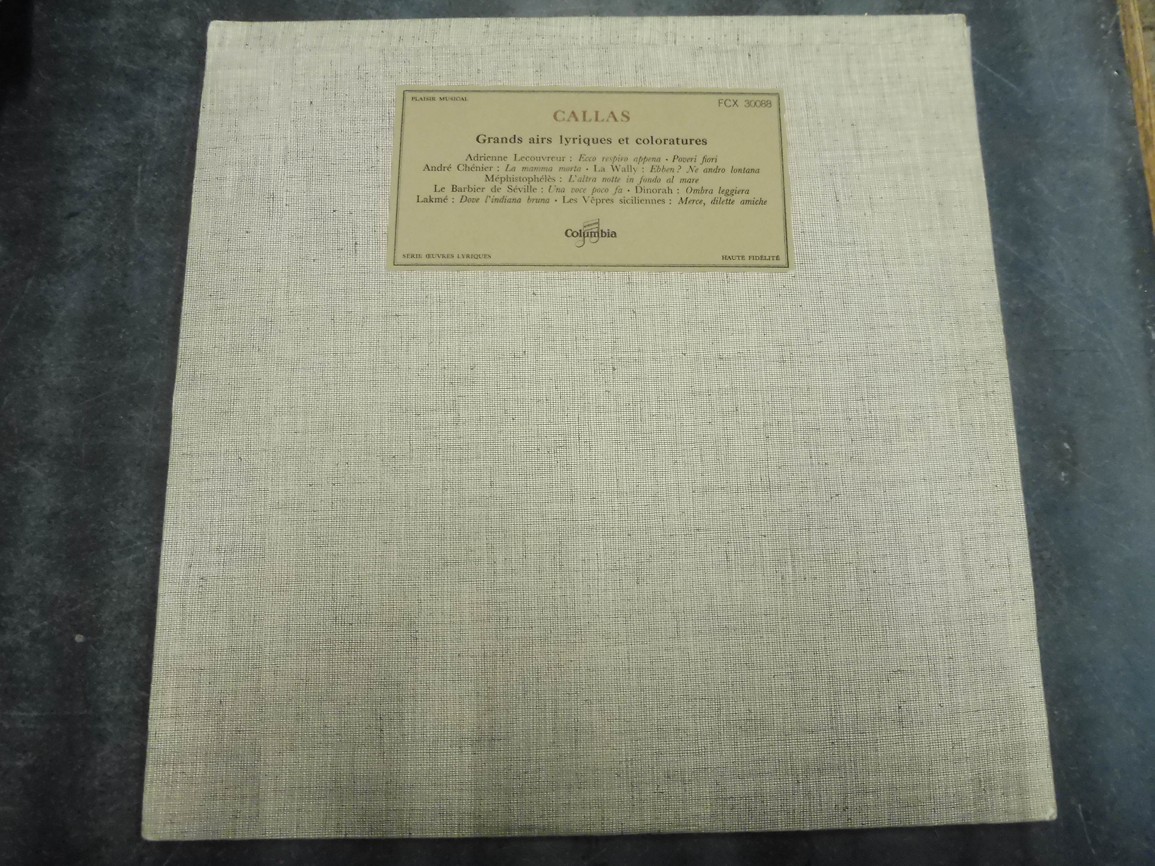 PLAISIR MUSICAL
FCX 30088
CALLAS
Grands airs lyriques et coloratures
Adrienne Lecouvreur : Ecco respiro appena • Poveri fiori
André Chénier : La mamma morta • La Wally : Ebben ? Ne andro lontana
Méphistophélès : L'altra notte in fondo al mare
Le Barbier de Séville : Una voce poco fa • Dinorah : Ombra leggiera
Lakmé : Dove l'indiana bruna • Les Vêpres siciliennes : Merce, dilette amiche
Columbia
SÉRIE ŒUVRES LYRIQUES
HAUTE FIDÉLITÉ